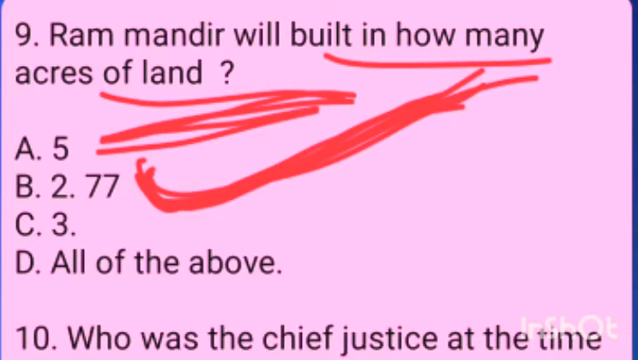 9. Ram mandir will built in how many
acres of land ?
A. 5
B. 2. 77
C. 3.
D. All of the above.
10. Who was the chief justice at the time